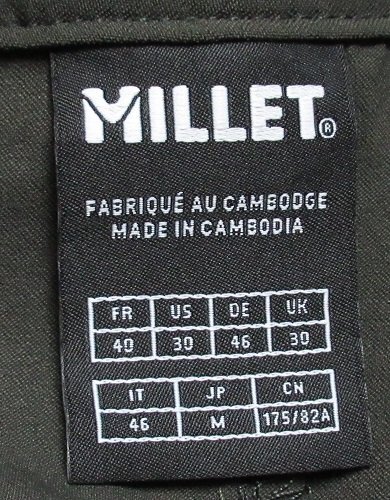 MILLET®
FABRIQUÉ AU CAMBODGE
MADE IN CAMBODIA
FR US DE UK
40 30 46 30
IT JP CN
46 M 175/82A